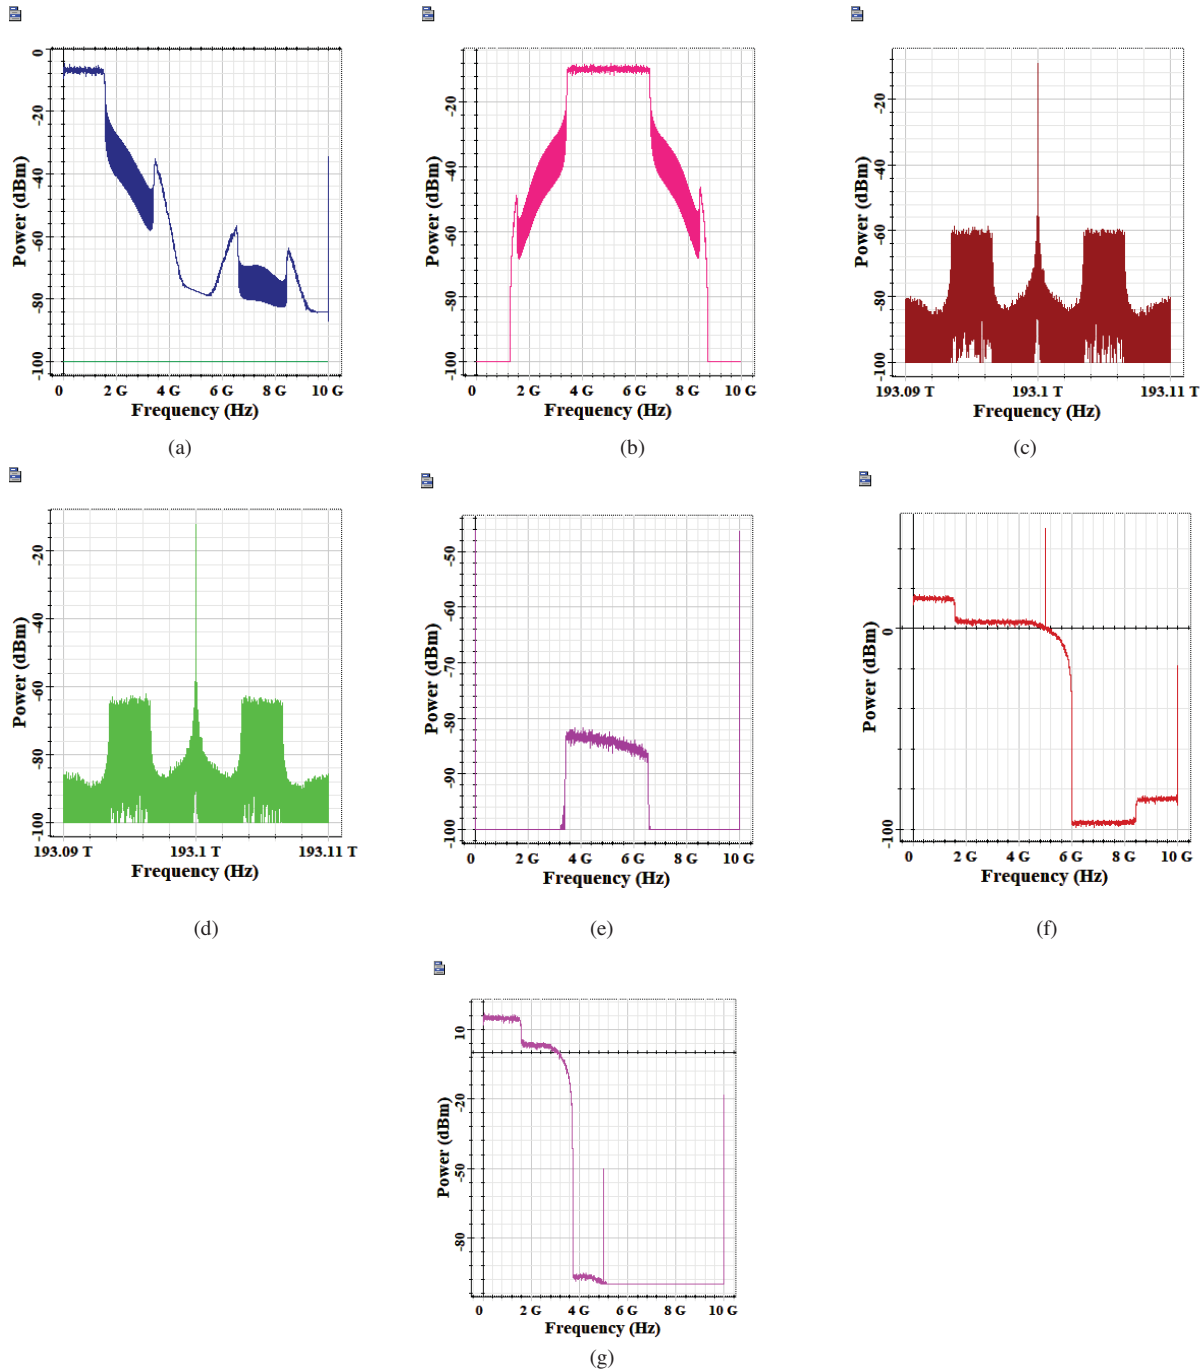 0
-20
-40
-60
-80
-100
Power (dBm)
0 2 G 4 G 6 G 8 G 10 G
Frequency (Hz)
(a)
-20
-40
-60
-80
-100
Power (dBm)
0 2 G 4 G 6 G 8 G 10 G
Frequency (Hz)
(b)
-20
-40
-60
-80
-100
Power (dBm)
193.09 T 193.1 T 193.11 T
Frequency (Hz)
(c)
-20
-40
-60
-80
-100
Power (dBm)
193.09 T 193.1 T 193.11 T
Frequency (Hz)
(d)
-50
-60
-70
-80
-90
-100
Power (dBm)
0 2 G 4 G 6 G 8 G 10 G
Frequency (Hz)
(e)
0
-100
Power (dBm)
0 2 G 4 G 6 G 8 G 10 G
Frequency (Hz)
(f)
10
-20
-50
-80
Power (dBm)
0 2 G 4 G 6 G 8 G 10 G
Frequency (Hz)
(g)